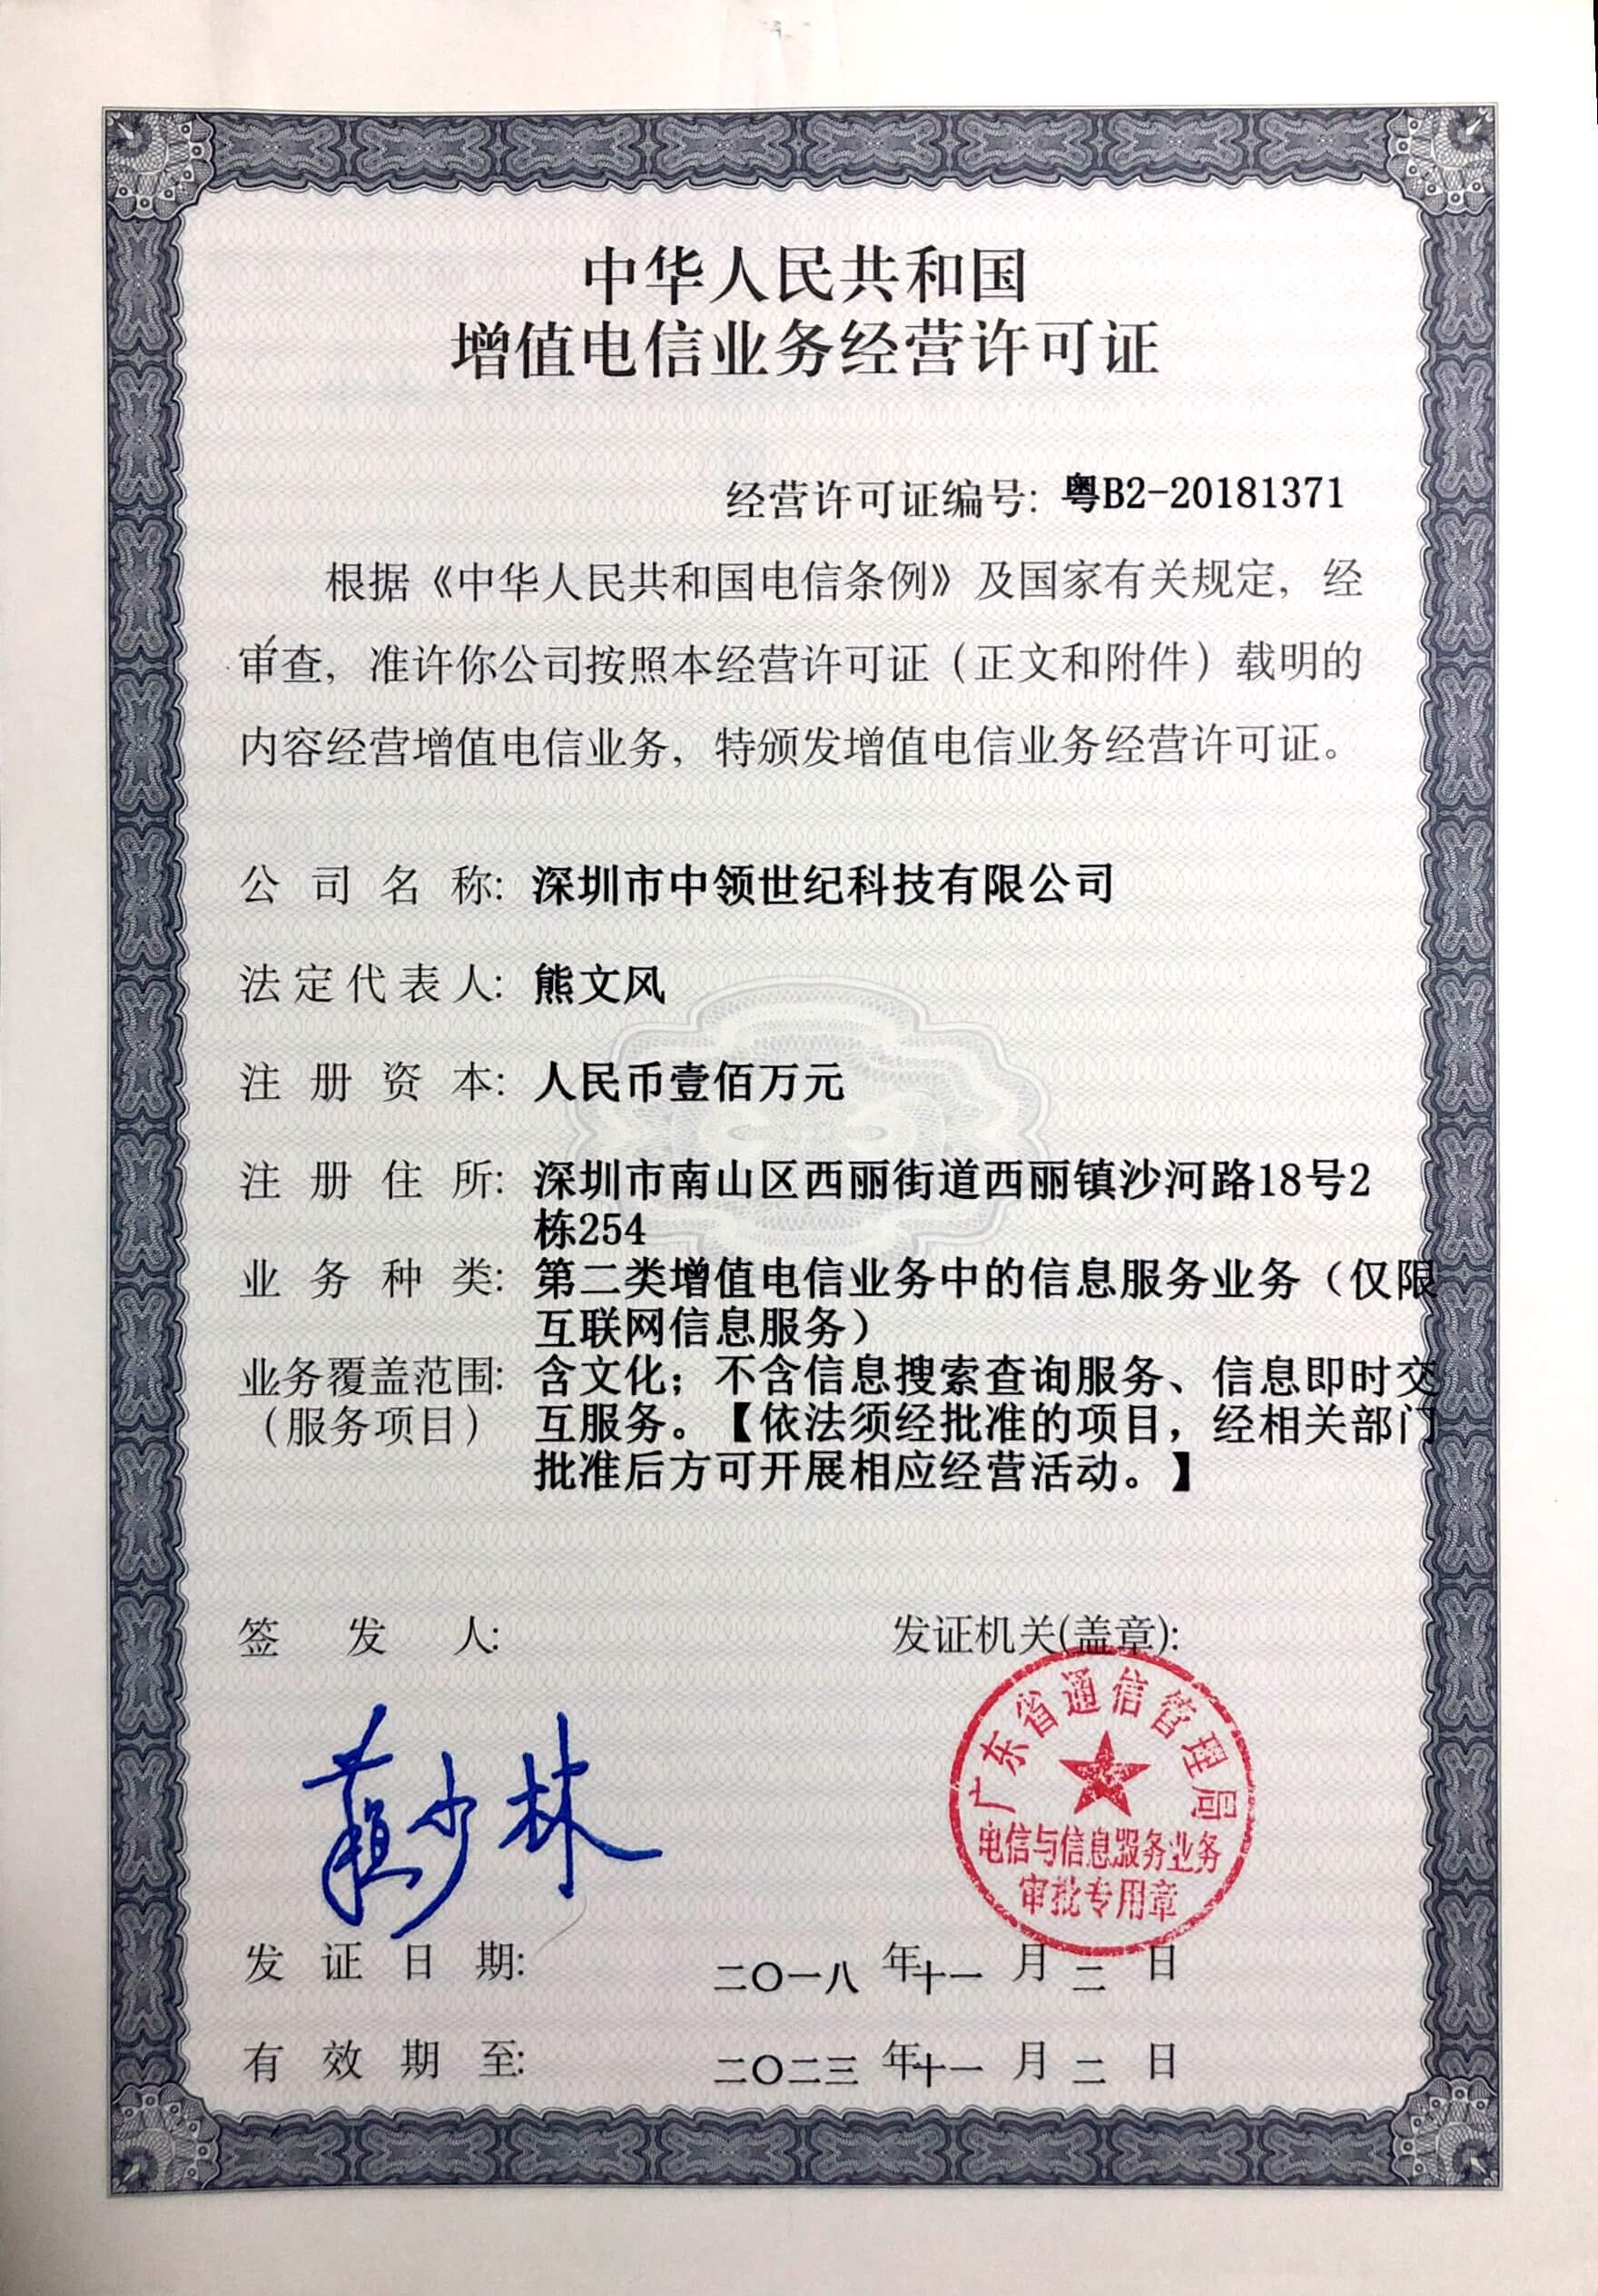 中华人民共和国
增值电信业务经营许可证
经营许可证编号: 粤B2-20181371
根据《中华人民共和国电信条例》及国家有关规定, 经
审查, 准许你公司按照本经营许可证（正文和附件）载明的
内容经营增值电信业务, 特颁发增值电信业务经营许可证。
公司名称: 深圳市中领世纪科技有限公司
法定代表人: 熊文风
注册资本: 人民币壹佰万元
注册住所: 深圳市南山区西丽街道西丽镇沙河路18号2
栋254
业务种类: 第二类增值电信业务中的信息服务业务（仅限
互联网信息服务）
业务覆盖范围: 含文化；不含信息搜索查询服务、信息即时交
（服务项目） 互服务。【依法须经批准的项目，经相关部门
批准后方可开展相应经营活动。】
签发人:
发证机关(盖章):
广东省通信管理局
电信与信息服务业务
审批专用章
发证日期: 二〇一八 年 十一 月 二 日
有效期至: 二〇二三 年 十一 月 二 日